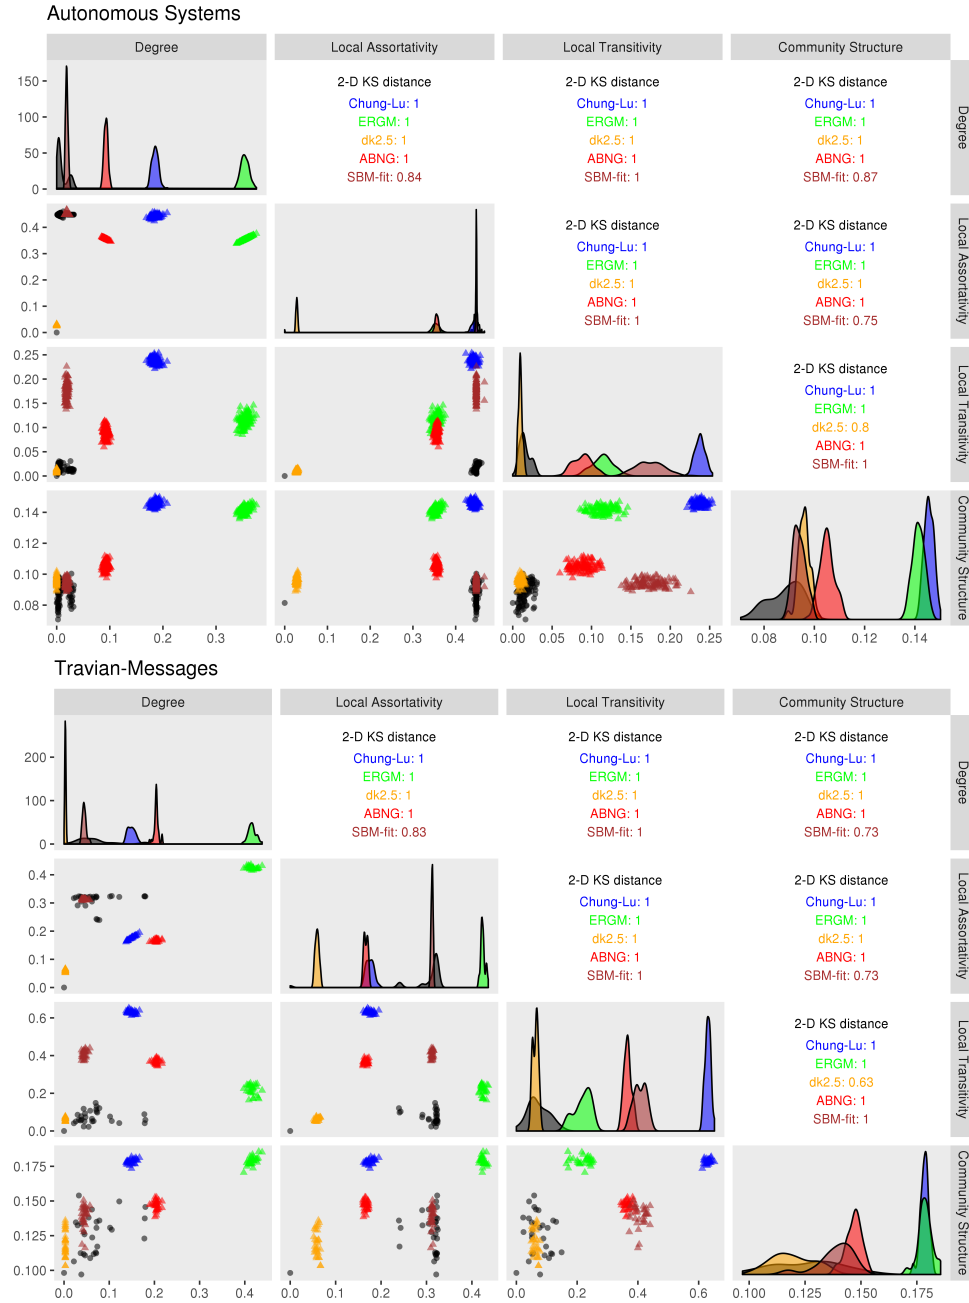 Autonomous Systems
Degree Local Assortativity Local Transitivity Community Structure
150
100
50
0
2-D KS distance
Chung-Lu: 1
ERGM: 1
dk2.5: 1
ABNG: 1
SBM-fit: 0.84
2-D KS distance
Chung-Lu: 1
ERGM: 1
dk2.5: 1
ABNG: 1
SBM-fit: 1
2-D KS distance
Chung-Lu: 1
ERGM: 1
dk2.5: 1
ABNG: 1
SBM-fit: 0.87
Degree
0.4
0.3
0.2
0.1
0.0
2-D KS distance
Chung-Lu: 1
ERGM: 1
dk2.5: 1
ABNG: 1
SBM-fit: 1
2-D KS distance
Chung-Lu: 1
ERGM: 1
dk2.5: 1
ABNG: 1
SBM-fit: 0.75
Local Assortativity
0.25
0.20
0.15
0.10
0.05
0.00
2-D KS distance
Chung-Lu: 1
ERGM: 1
dk2.5: 0.8
ABNG: 1
SBM-fit: 1
Local Transitivity
0.14
0.12
0.10
0.08
Community Structure
0.0 0.1 0.2 0.3 0.0 0.1 0.2 0.3 0.4 0.00 0.05 0.10 0.15 0.20 0.25 0.08 0.10 0.12 0.14
Travian-Messages
Degree Local Assortativity Local Transitivity Community Structure
200
100
0
2-D KS distance
Chung-Lu: 1
ERGM: 1
dk2.5: 1
ABNG: 1
SBM-fit: 0.83
2-D KS distance
Chung-Lu: 1
ERGM: 1
dk2.5: 1
ABNG: 1
SBM-fit: 1
2-D KS distance
Chung-Lu: 1
ERGM: 1
dk2.5: 1
ABNG: 1
SBM-fit: 0.73
Degree
0.4
0.3
0.2
0.1
0.0
2-D KS distance
Chung-Lu: 1
ERGM: 1
dk2.5: 1
ABNG: 1
SBM-fit: 1
2-D KS distance
Chung-Lu: 1
ERGM: 1
dk2.5: 1
ABNG: 1
SBM-fit: 0.73
Local Assortativity
0.6
0.4
0.2
0.0
2-D KS distance
Chung-Lu: 1
ERGM: 1
dk2.5: 0.63
ABNG: 1
SBM-fit: 1
Local Transitivity
0.175
0.150
0.125
0.100
Community Structure
0.0 0.1 0.2 0.3 0.4 0.0 0.1 0.2 0.3 0.4 0.0 0.2 0.4 0.6 0.100 0.125 0.150 0.175